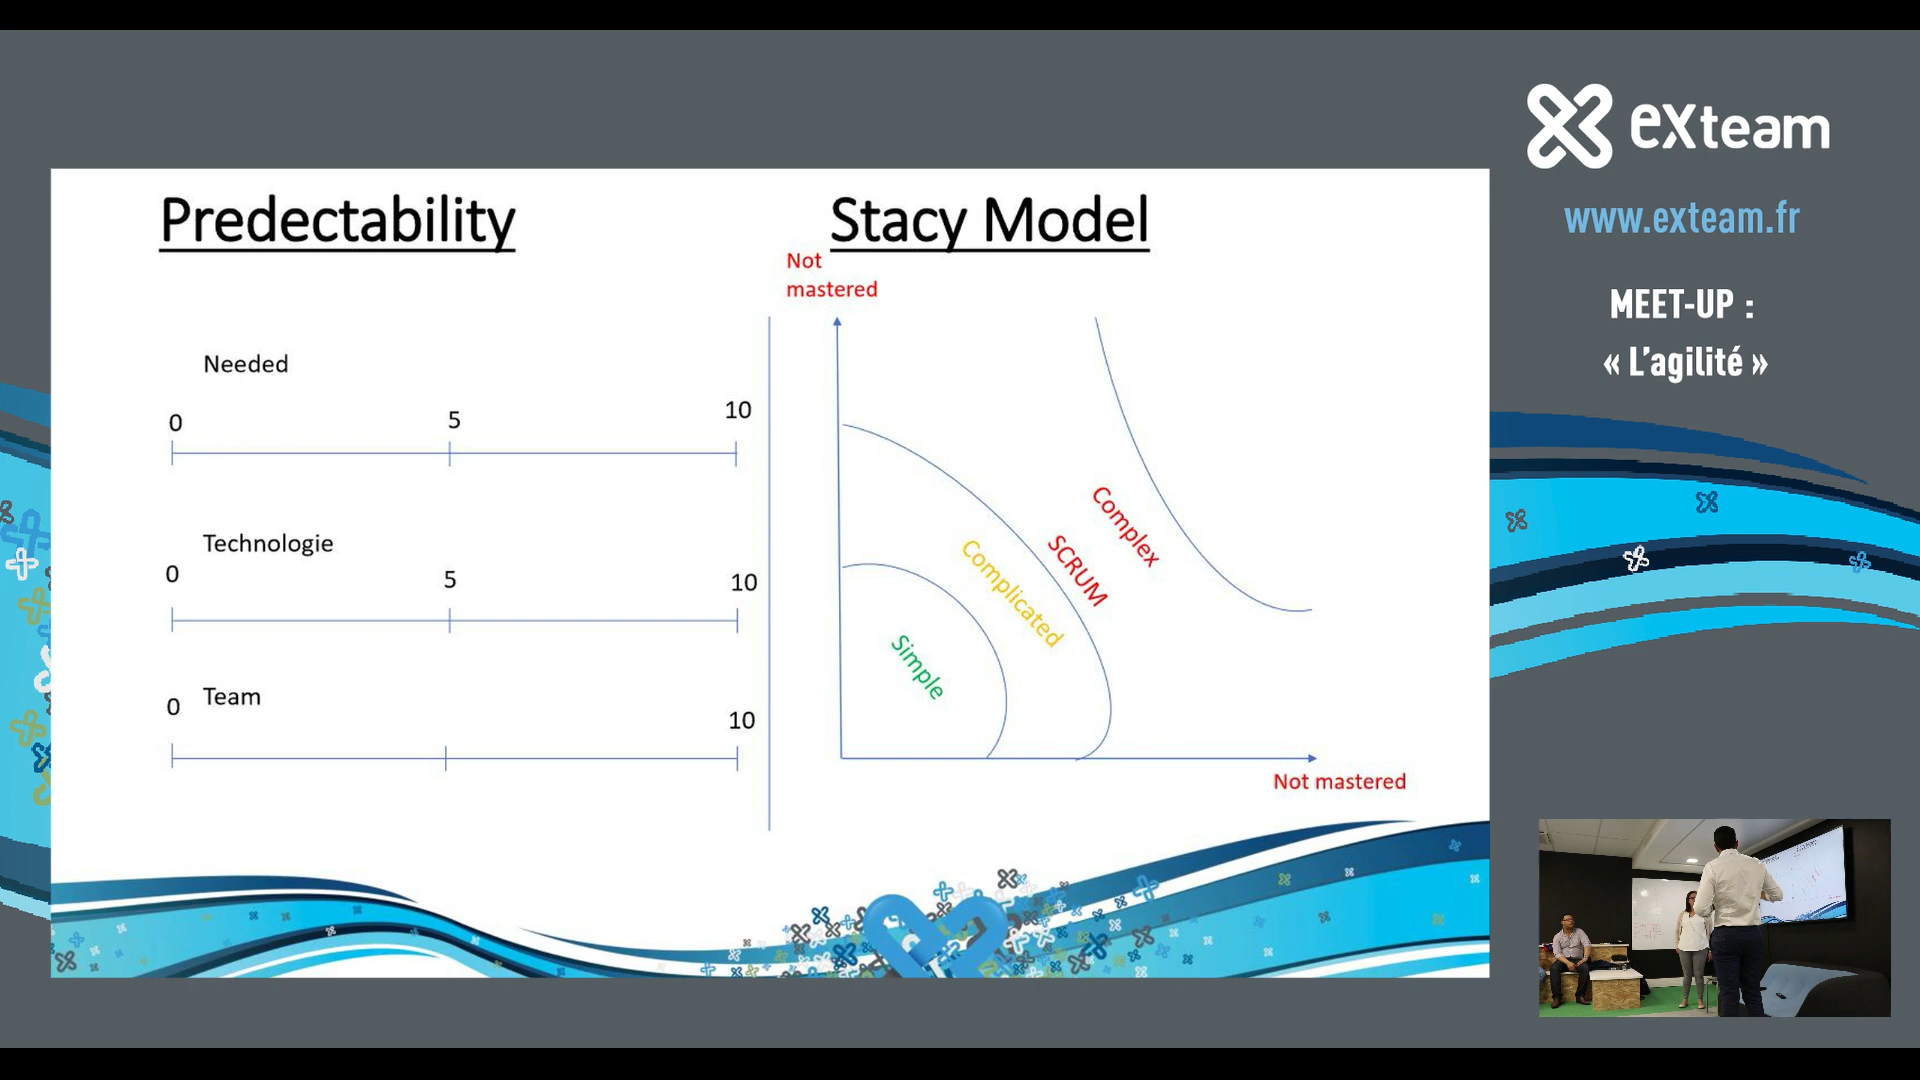 Predectability
Needed
0 5 10
Technologie
0 5 10
Team
0 10
Stacy Model
Not
mastered
Complex
SCRUM
Complicated
Simple
Not mastered
exteam
www.exteam.fr
MEET-UP :
« L’agilité »